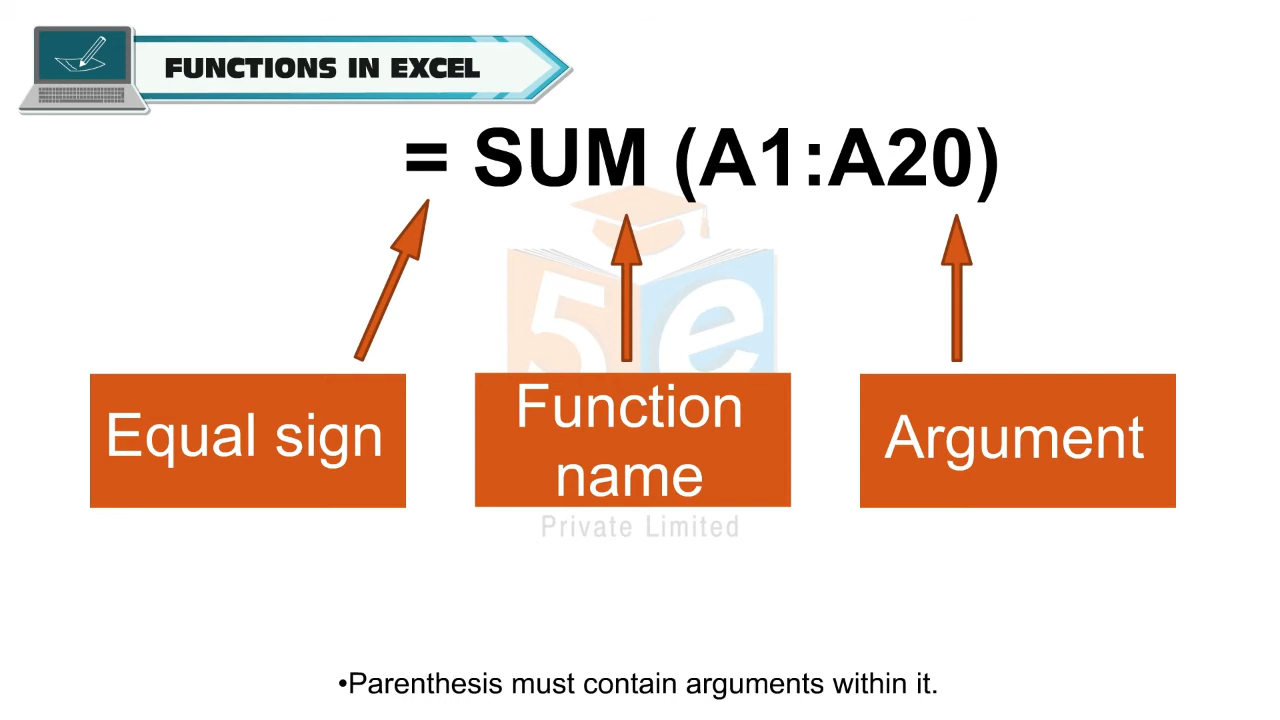 FUNCTIONS IN EXCEL
= SUM (A1:A20)
5e
Equal sign
Function
name
Argument
Private Limited
•Parenthesis must contain arguments within it.